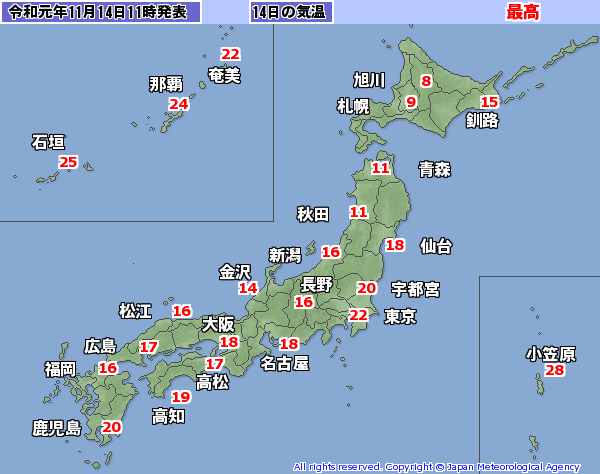 令和元年11月14日11時発表
14日の気温
最高
22
奄美
那覇
24
石垣
25
旭川
8
札幌
9
15
釧路
11
青森
秋田
11
18
仙台
新潟
16
金沢
14
長野
16
20
宇都宮
22
東京
松江
16
大阪
18
18
名古屋
広島
17
福岡
16
17
高松
19
高知
鹿児島
20
小笠原
28
All rights reserved. Copyright © Japan Meteorological Agency